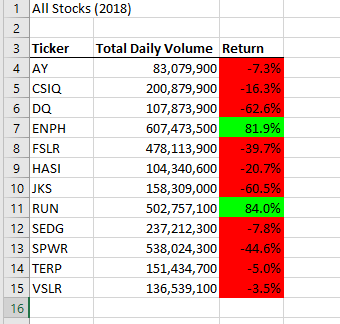 1 All Stocks (2018)
2
3 Ticker Total Daily Volume Return
4 AY 83,079,900 -7.3%
5 CSIQ 200,879,900 -16.3%
6 DQ 107,873,900 -62.6%
7 ENPH 607,473,500 81.9%
8 FSLR 478,113,900 -39.7%
9 HASI 104,340,600 -20.7%
10 JKS 158,309,000 -60.5%
11 RUN 502,757,100 84.0%
12 SEDG 237,212,300 -7.8%
13 SPWR 538,024,300 -44.6%
14 TERP 151,434,700 -5.0%
15 VSLR 136,539,100 -3.5%
16